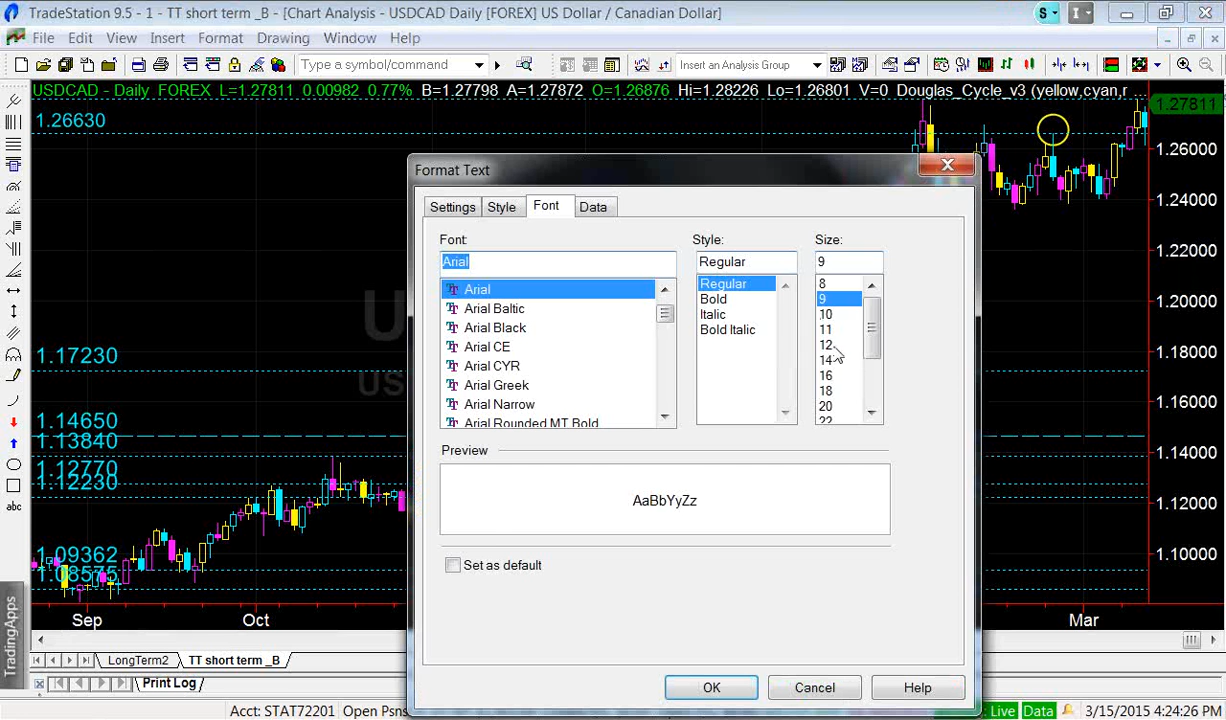 TradeStation 9.5 - 1 - TT short term _B - [Chart Analysis - USDCAD Daily [FOREX] US Dollar / Canadian Dollar]
S
I
File Edit View Insert Format Drawing Window Help
Type a symbol/command
Insert an Analysis Group
USDCAD - Daily FOREX L=1.27811 0.00982 0.77% B=1.27798 A=1.27872 O=1.26876 Hi=1.28226 Lo=1.26801 V=0 Douglas_Cycle_v3 (yellow,cyan,r
1.27811
1.26630
1.26000
1.24000
1.22000
1.20000
1.18000
1.16000
1.14000
1.12000
1.10000
1.17230
1.14650
1.13840
1.12770
1.12230
1.09362
1.08575
abc
Format Text
Settings Style Font Data
Font: Style: Size:
Arial Regular 9
Arial
Arial Baltic
Arial Black
Arial CE
Arial CYR
Arial Greek
Arial Narrow
Arial Rounded MT Bold
Regular
Bold
Italic
Bold Italic
8
9
10
11
12
14
16
18
20
22
Preview
AaBbYyZz
Set as default
OK Cancel Help
Sep Oct Mar
TradingApps
LongTerm2 TT short term _B
Print Log
Acct: STAT72201 Open Psns
Live Data 3/15/2015 4:24:26 PM